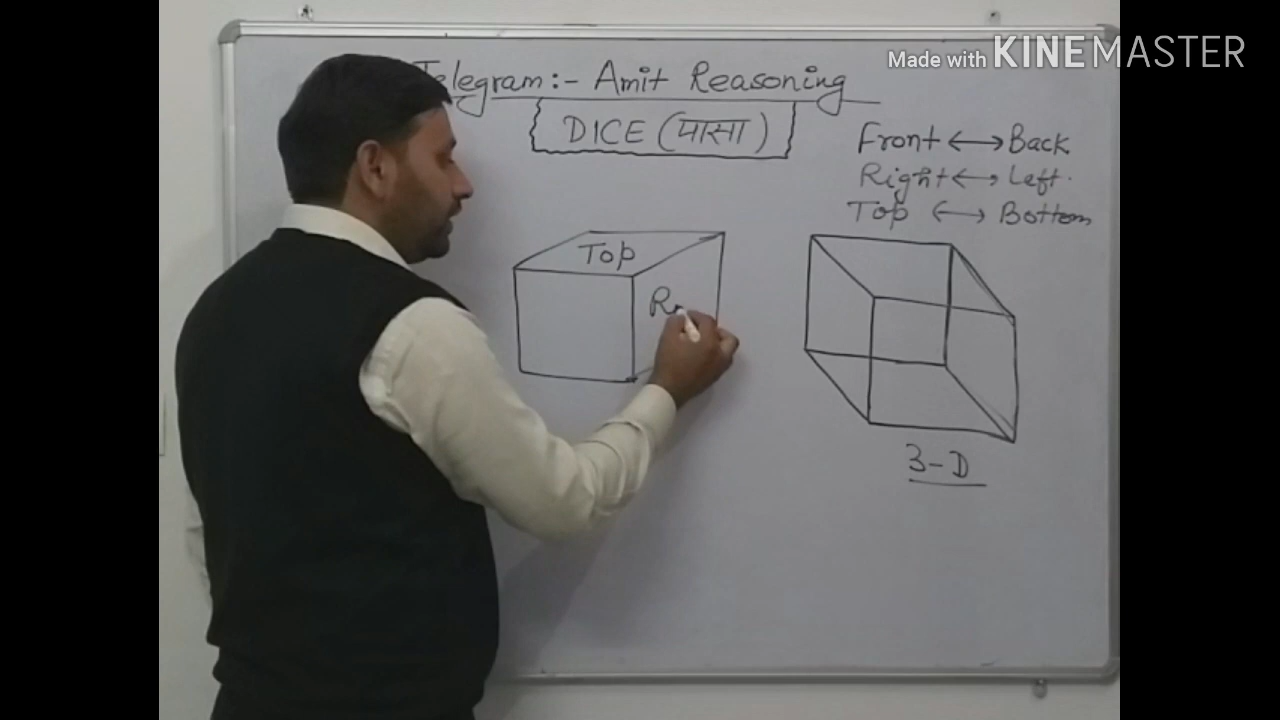 Made with KINEMASTER
Telegram:- Amit Reasoning
DICE (पासा)
Front ⟷ Back
Right ⟷ Left.
Top ⟷ Bottom
Top
R
3-D